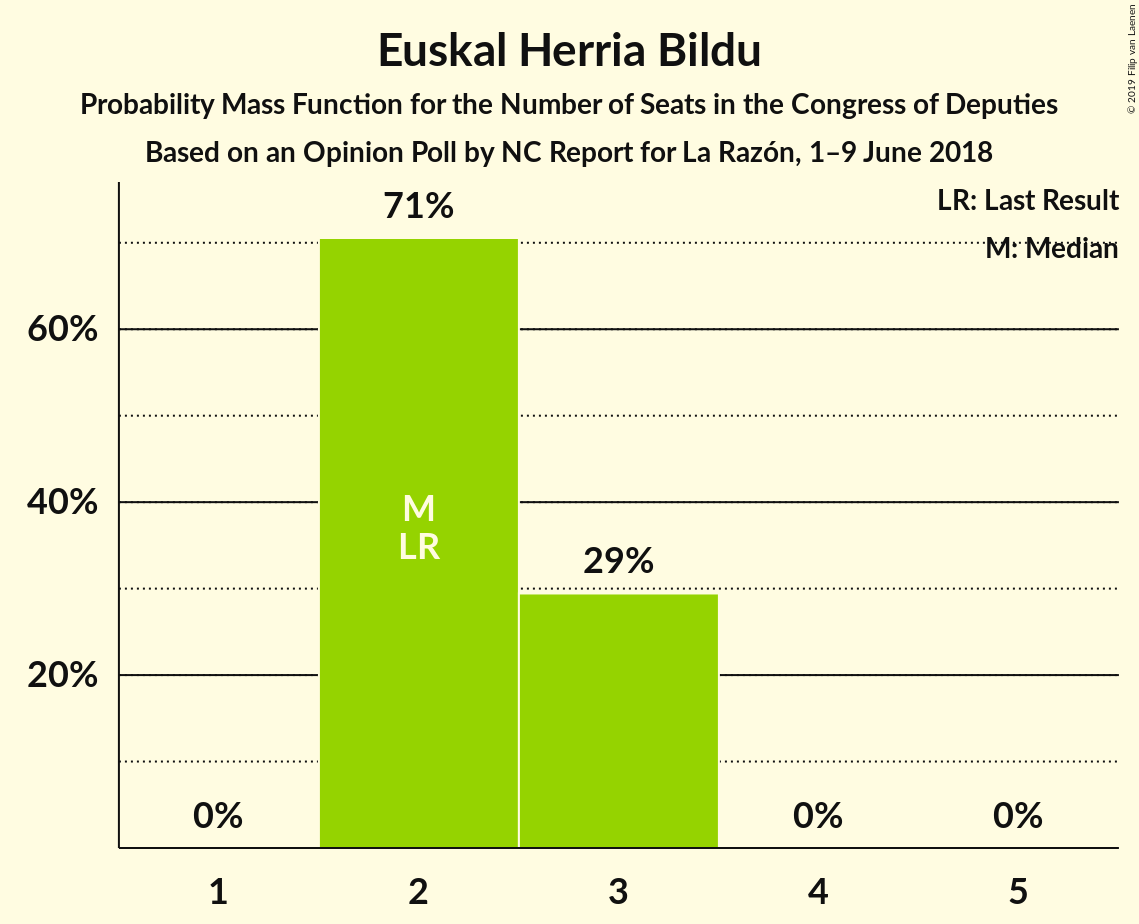 Euskal Herria Bildu
Probability Mass Function for the Number of Seats in the Congress of Deputies
Based on an Opinion Poll by NC Report for La Razón, 1–9 June 2018
© 2019 Filip van Laenen
LR: Last Result
M: Median
71%
60%
40%
20%
M
LR
29%
0%
0%
0%
1
2
3
4
5